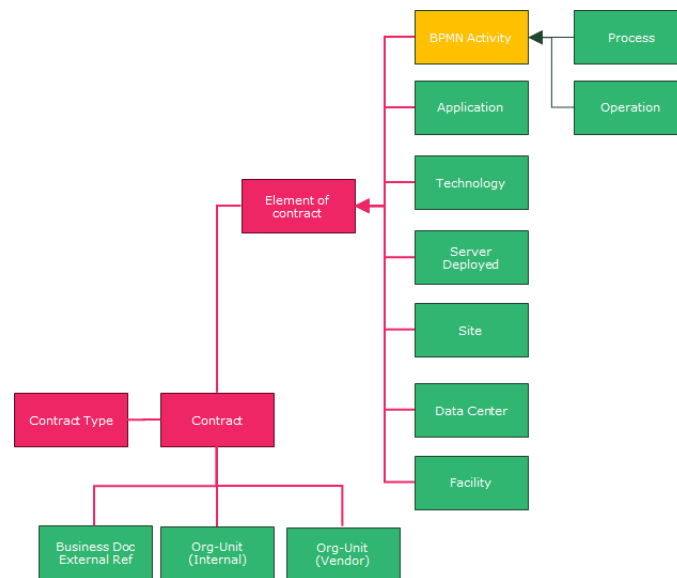 BPMN Activity
Process
Application
Operation
Technology
Element of
contract
Server
Deployed
Site
Contract Type
Contract
Data Center
Facility
Business Doc
External Ref
Org-Unit
(Internal)
Org-Unit
(Vendor)